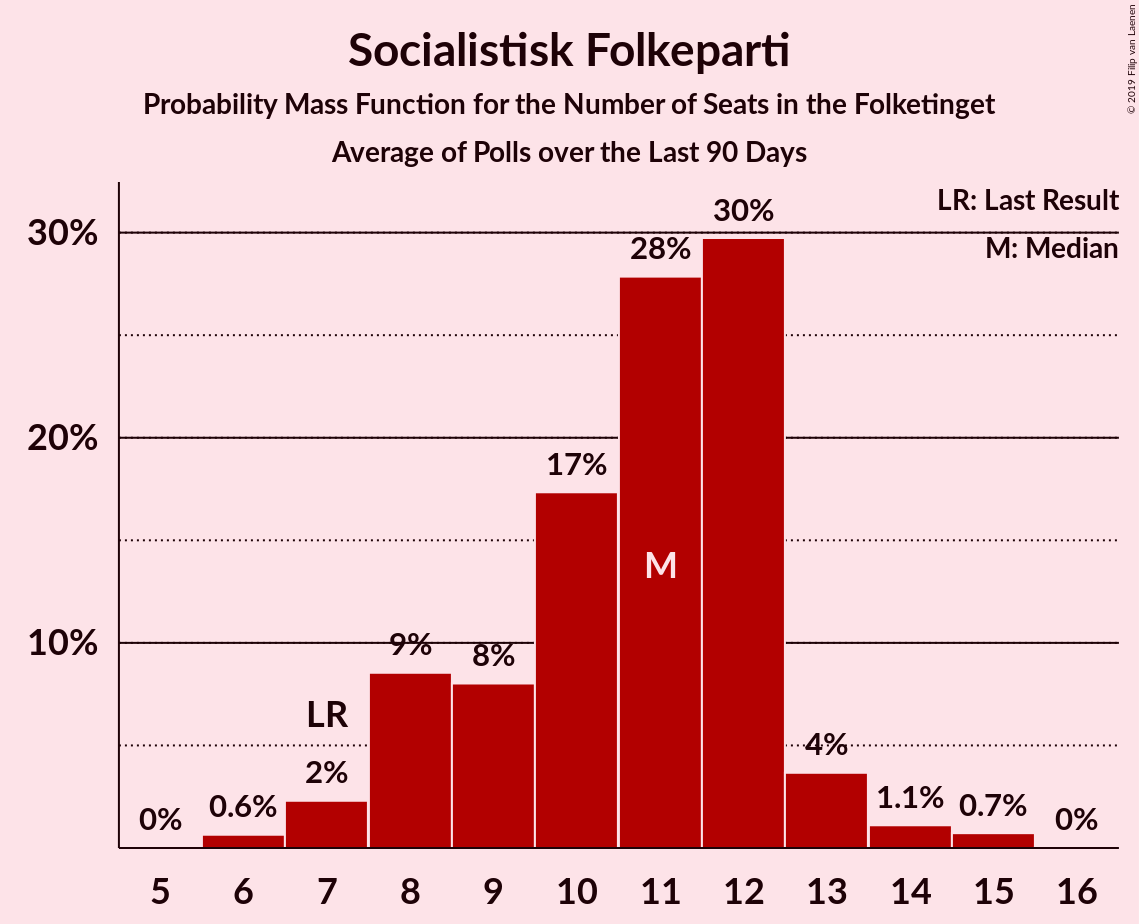 Socialistisk Folkeparti
Probability Mass Function for the Number of Seats in the Folketinget
Average of Polls over the Last 90 Days
© 2019 Filip van Laenen
LR: Last Result
M: Median
30%
20%
10%
0%
0.6%
LR
2%
9%
8%
17%
28%
M
30%
4%
1.1%
0.7%
0%
5 6 7 8 9 10 11 12 13 14 15 16